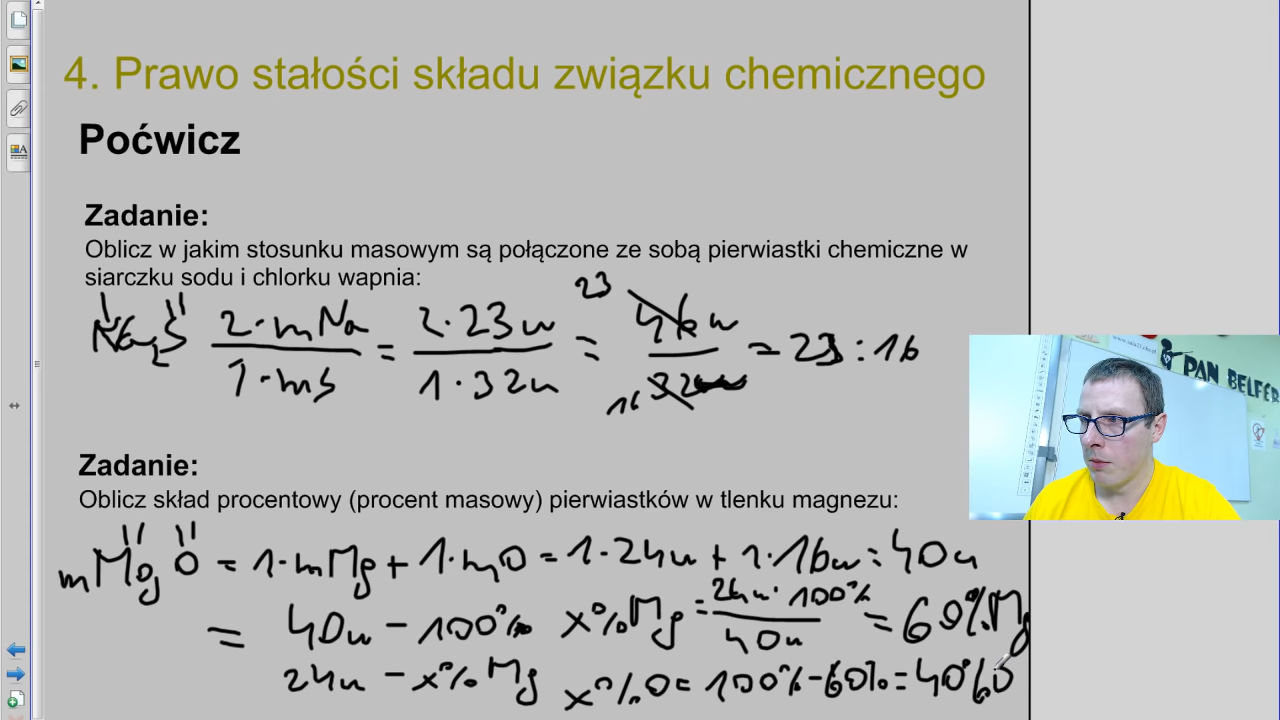 4. Prawo stałości składu związku chemicznego
Poćwicz
Zadanie:
Oblicz w jakim stosunku masowym są połączone ze sobą pierwiastki chemiczne w
siarczku sodu i chlorku wapnia:
Na₂S 2·mNa / 1·mS = 2·23u / 1·32u = 46u / 32u = 23:16
23
16
Zadanie:
Oblicz skład procentowy (procent masowy) pierwiastków w tlenku magnezu:
mMgO = 1·mMg + 1·mO = 1·24u + 1·16u = 40u
= 40u - 100% x%Mg = 24u·100% / 40u = 60%Mg
24u - x%Mg x%O = 100% - 60% = 40%O
PAN BELFER